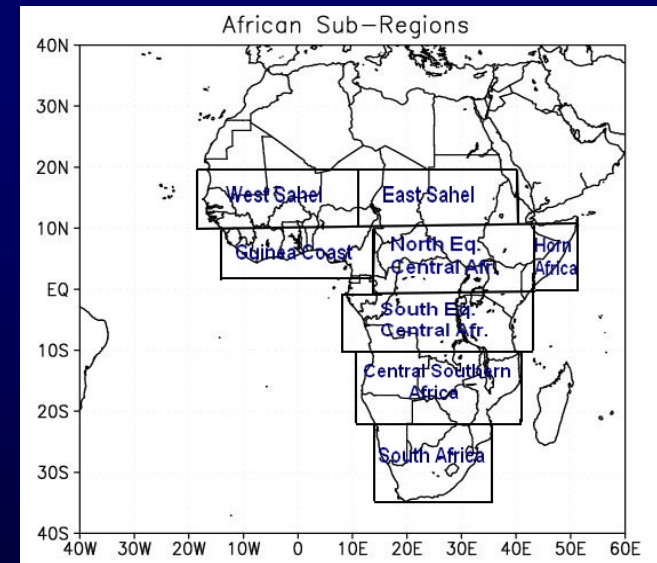 African Sub-Regions
40N
30N
20N
West Sahel
East Sahel
10N
Guinea Coast
North Eq.
Central Afr.
Horn
Africa
EQ
South Eq.
Central Afr.
10S
Central Southern
Africa
20S
South Africa
30S
40S
40W 30W 20W 10W 0 10E 20E 30E 40E 50E 60E